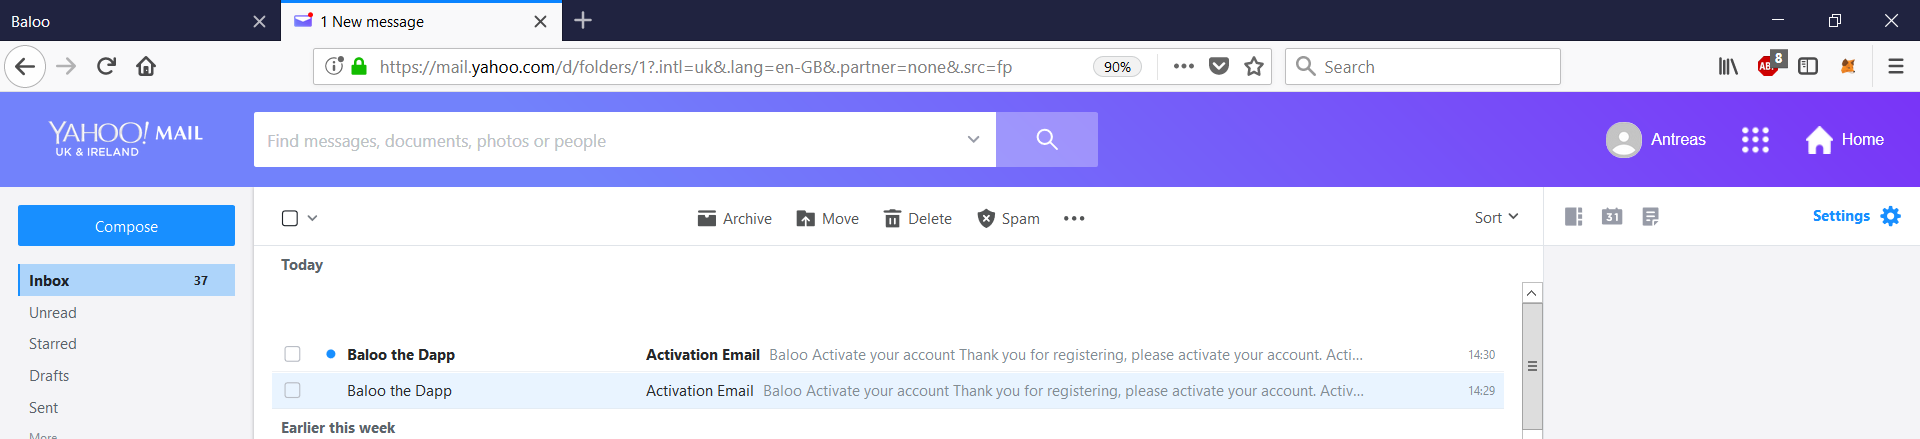 Baloo
1 New message
https://mail.yahoo.com/d/folders/1?.intl=uk&.lang=en-GB&.partner=none&.src=fp
90%
Search
ABP
8
YAHOO! MAIL
UK & IRELAND
Find messages, documents, photos or people
Antreas
Home
Compose
Archive
Move
Delete
Spam
Sort
31
Settings
Today
Inbox 37
Unread
Starred
Baloo the Dapp Activation Email Baloo Activate your account Thank you for registering, please activate your account. Acti... 14:30
Drafts
Baloo the Dapp Activation Email Baloo Activate your account Thank you for registering, please activate your account. Activ... 14:29
Sent
Earlier this week
More